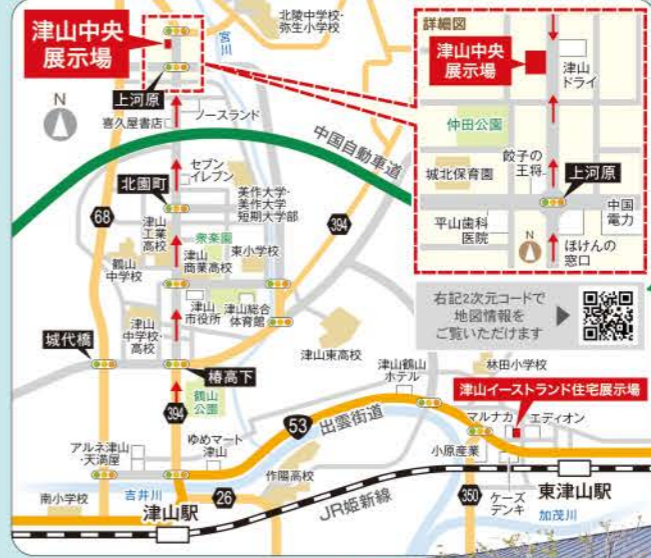 津山中央
展示場
北陵中学校・
弥生小学校
宮川
上河原
N
ノースランド
喜久屋書店
中国自動車道
セブン
イレブン
北園町
美作大学・
美作大学
短期大学部
68
津山
工業
高校
衆楽園
394
鶴山
中学校
津山
商業高校
東小学校
津山
市役所
津山総合
体育館
城代橋
津山
中学校・
高校
津山東高校
椿高下
394
鶴山
公園
アルネ津山
・天満屋
ゆめマート
津山
53
出雲街道
津山鶴山
ホテル
林田小学校
津山イーストランド住宅展示場
マルナカ
エディオン
小原産業
ケーズ
デンキ
350
作陽高校
南小学校
吉井川
26
津山駅
JR姫新線
東津山駅
加茂川
詳細図
津山中央
展示場
津山
ドライ
仲田公園
城北保育園
餃子の
王将
上河原
平山歯科
医院
中国
電力
N
ほけんの
窓口
右記2次元コードで
地図情報を
ご覧いただけます